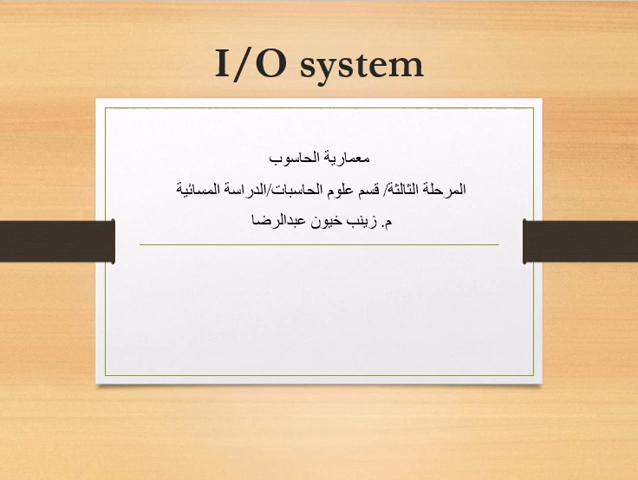 I/O system
معمارية الحاسوب
المرحلة الثالثة/ قسم علوم الحاسبات/الدراسة المسائية
م. زينب خيون عبدالرضا